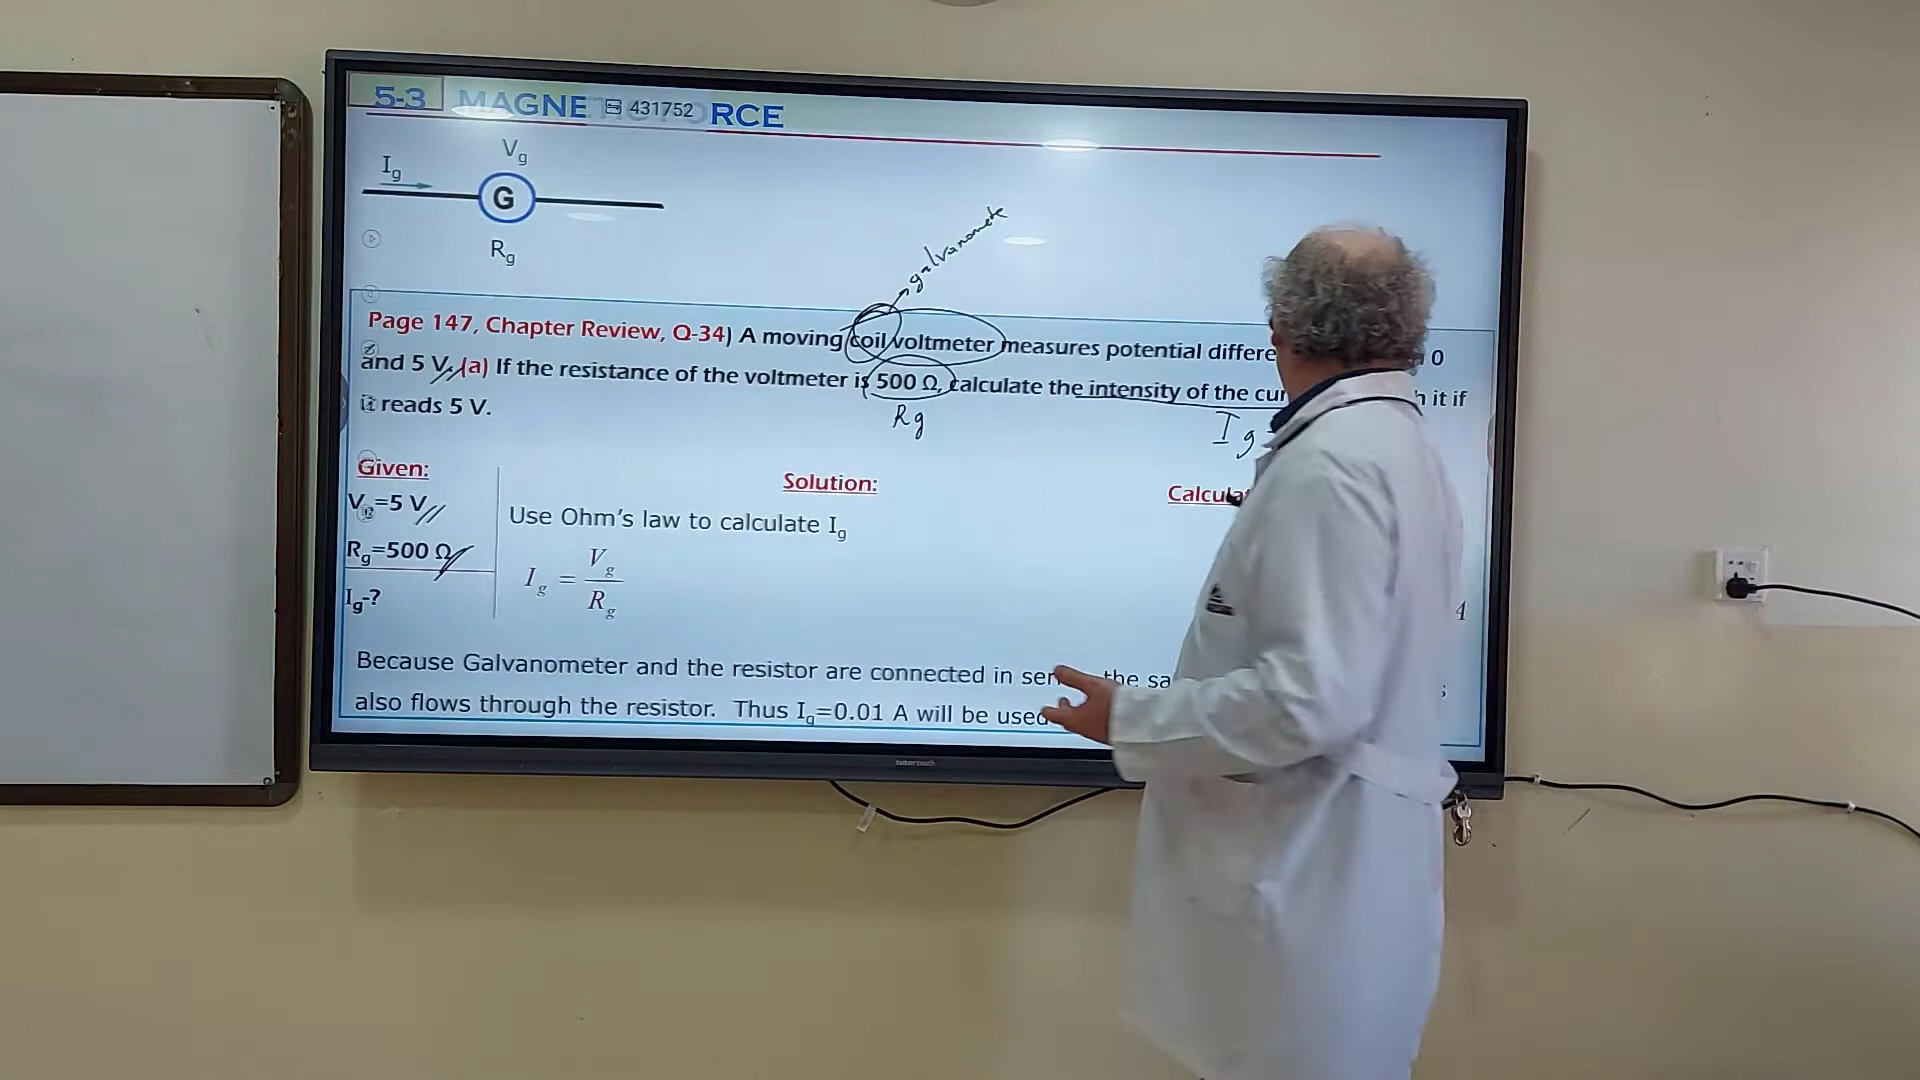 5-3 MAGNE 431752 RCE
Vg
Ig
G
Rg
galvanomete
Page 147, Chapter Review, Q-34) A moving coil voltmeter measures potential differe 0
and 5 V. (a) If the resistance of the voltmeter is 500 Ω, calculate the intensity of the cur h it if
it reads 5 V.
Rg
Ig
Given:
Solution:
Calcula
Vg=5 V
Use Ohm's law to calculate Ig
Rg=500 Ω
Ig = Vg / Rg
Ig-?
A
Because Galvanometer and the resistor are connected in ser the sa s
also flows through the resistor. Thus Ig=0.01 A will be used
tutor touch